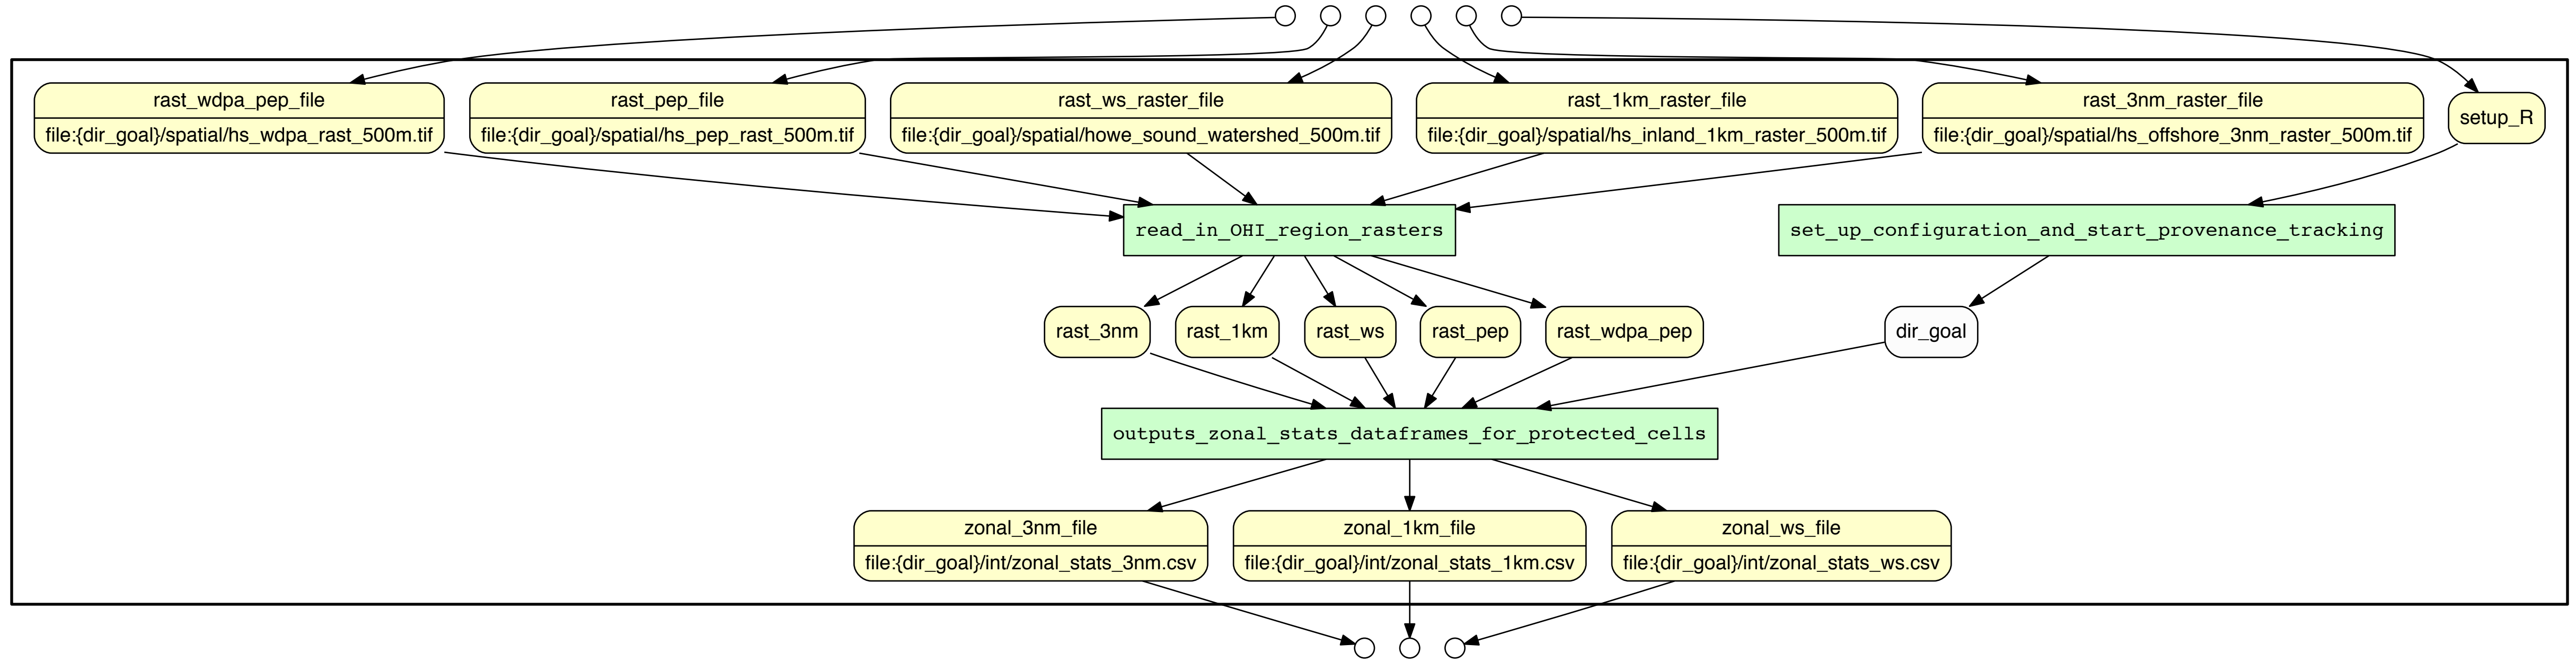 rast_wdpa_pep_file
file:{dir_goal}/spatial/hs_wdpa_rast_500m.tif
rast_pep_file
file:{dir_goal}/spatial/hs_pep_rast_500m.tif
rast_ws_raster_file
file:{dir_goal}/spatial/howe_sound_watershed_500m.tif
rast_1km_raster_file
file:{dir_goal}/spatial/hs_inland_1km_raster_500m.tif
rast_3nm_raster_file
file:{dir_goal}/spatial/hs_offshore_3nm_raster_500m.tif
setup_R
read_in_OHI_region_rasters
set_up_configuration_and_start_provenance_tracking
rast_3nm
rast_1km
rast_ws
rast_pep
rast_wdpa_pep
dir_goal
outputs_zonal_stats_dataframes_for_protected_cells
zonal_3nm_file
file:{dir_goal}/int/zonal_stats_3nm.csv
zonal_1km_file
file:{dir_goal}/int/zonal_stats_1km.csv
zonal_ws_file
file:{dir_goal}/int/zonal_stats_ws.csv